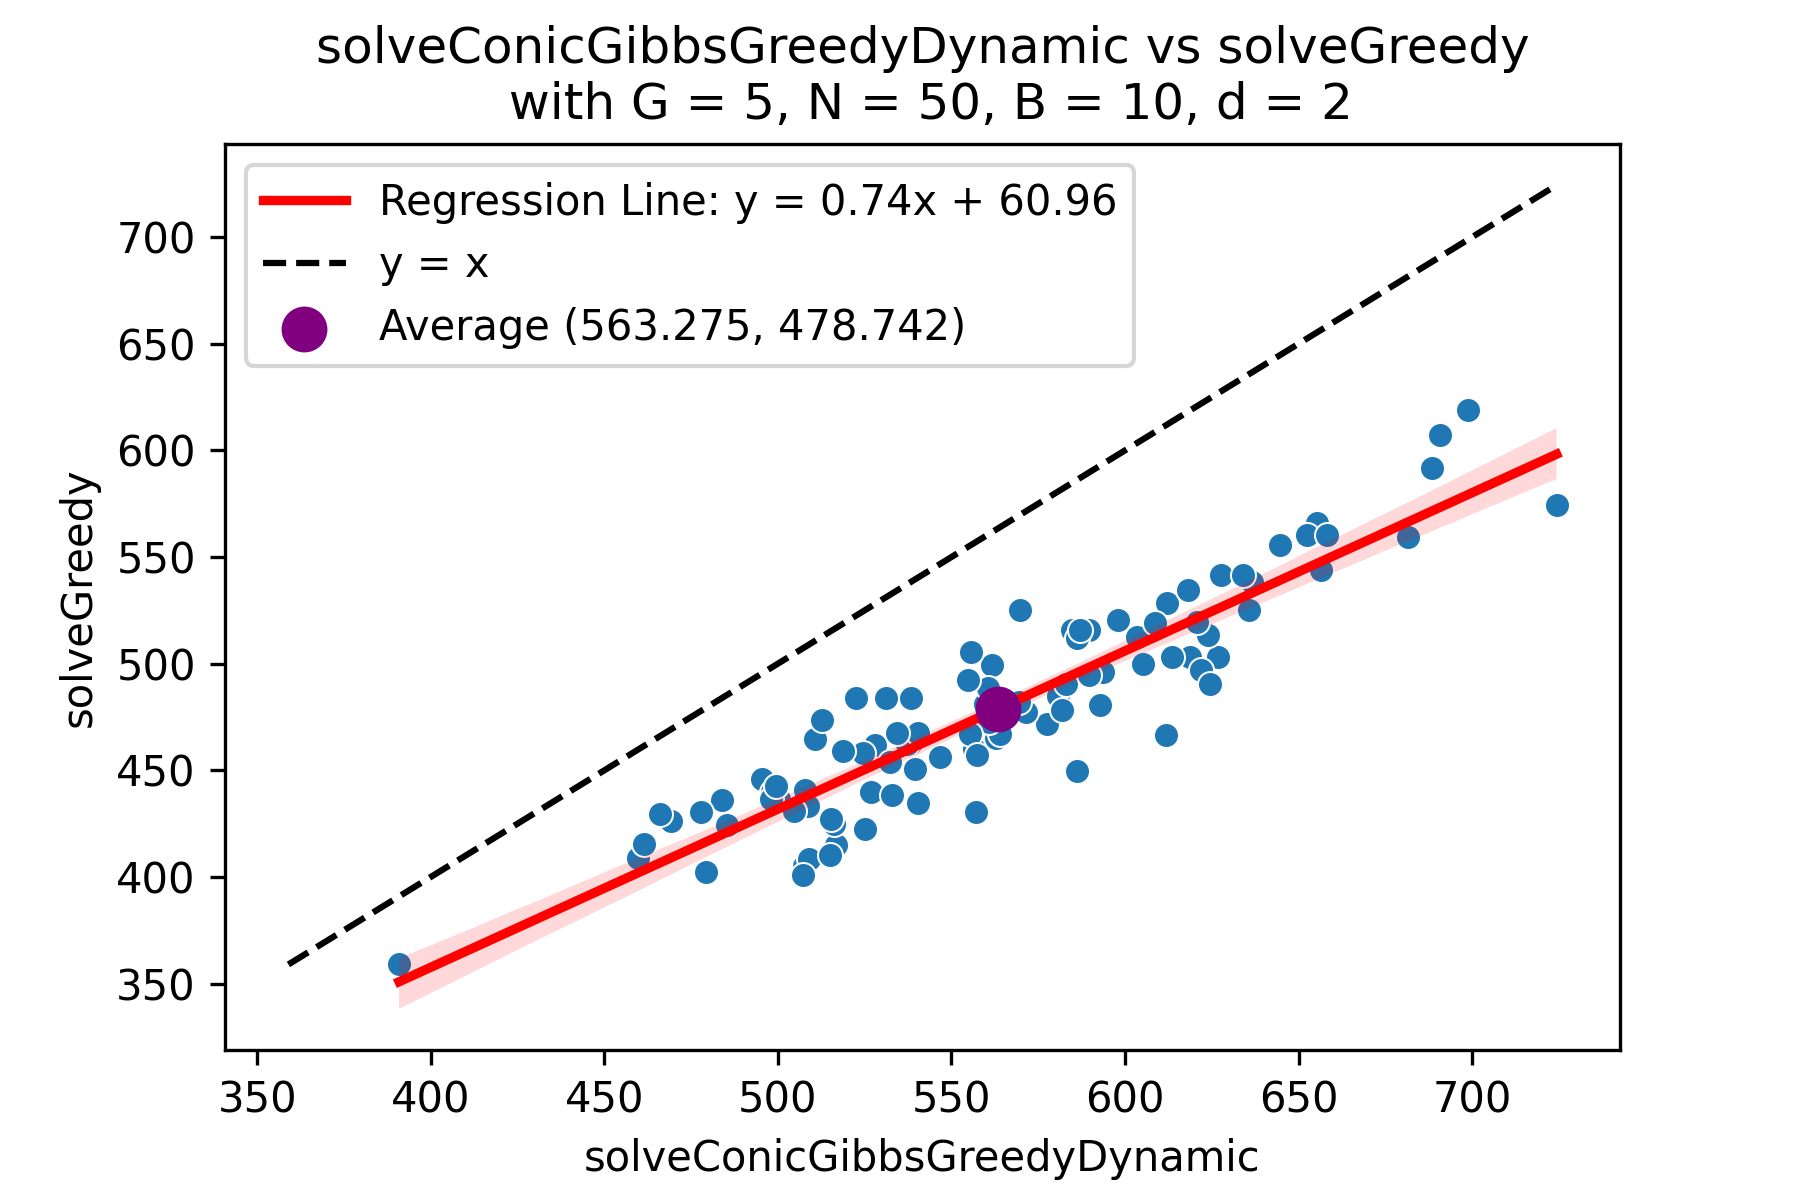 solveConicGibbsGreedyDynamic vs solveGreedy
with G = 5, N = 50, B = 10, d = 2
Regression Line: y = 0.74x + 60.96
y = x
Average (563.275, 478.742)
700
650
600
550
500
450
400
350
solveGreedy
350 400 450 500 550 600 650 700
solveConicGibbsGreedyDynamic